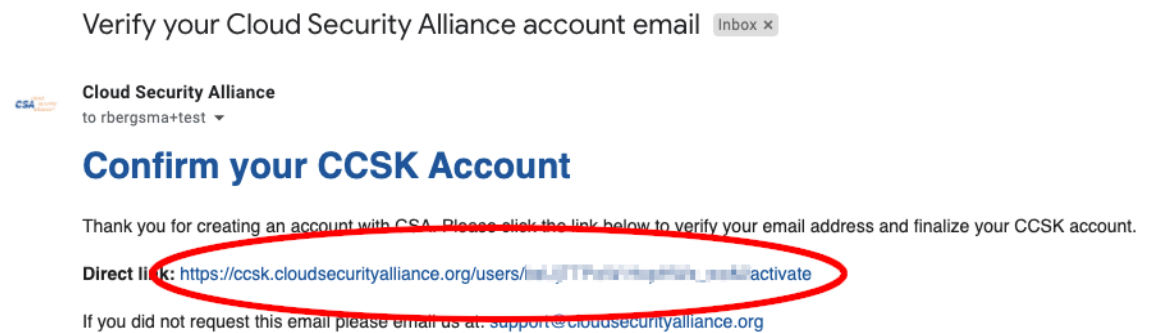 Verify your Cloud Security Alliance account email Inbox ×
Cloud Security Alliance
CSA
to rbergsma+test
Confirm your CCSK Account
Thank you for creating an account with CSA. Please click the link below to verify your email address and finalize your CCSK account.
Direct link: https://ccsk.cloudsecurityalliance.org/users/ activate
If you did not request this email please email us at: support@cloudsecurityalliance.org